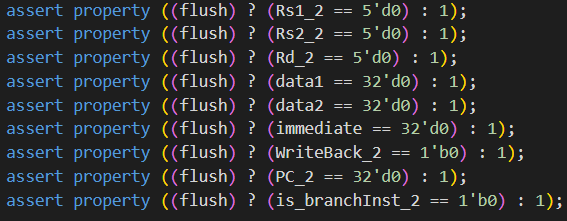 assert property ((flush) ? (Rs1_2 == 5'd0) : 1);
assert property ((flush) ? (Rs2_2 == 5'd0) : 1);
assert property ((flush) ? (Rd_2 == 5'd0) : 1);
assert property ((flush) ? (data1 == 32'd0) : 1);
assert property ((flush) ? (data2 == 32'd0) : 1);
assert property ((flush) ? (immediate == 32'd0) : 1);
assert property ((flush) ? (WriteBack_2 == 1'b0) : 1);
assert property ((flush) ? (PC_2 == 32'd0) : 1);
assert property ((flush) ? (is_branchInst_2 == 1'b0) : 1);